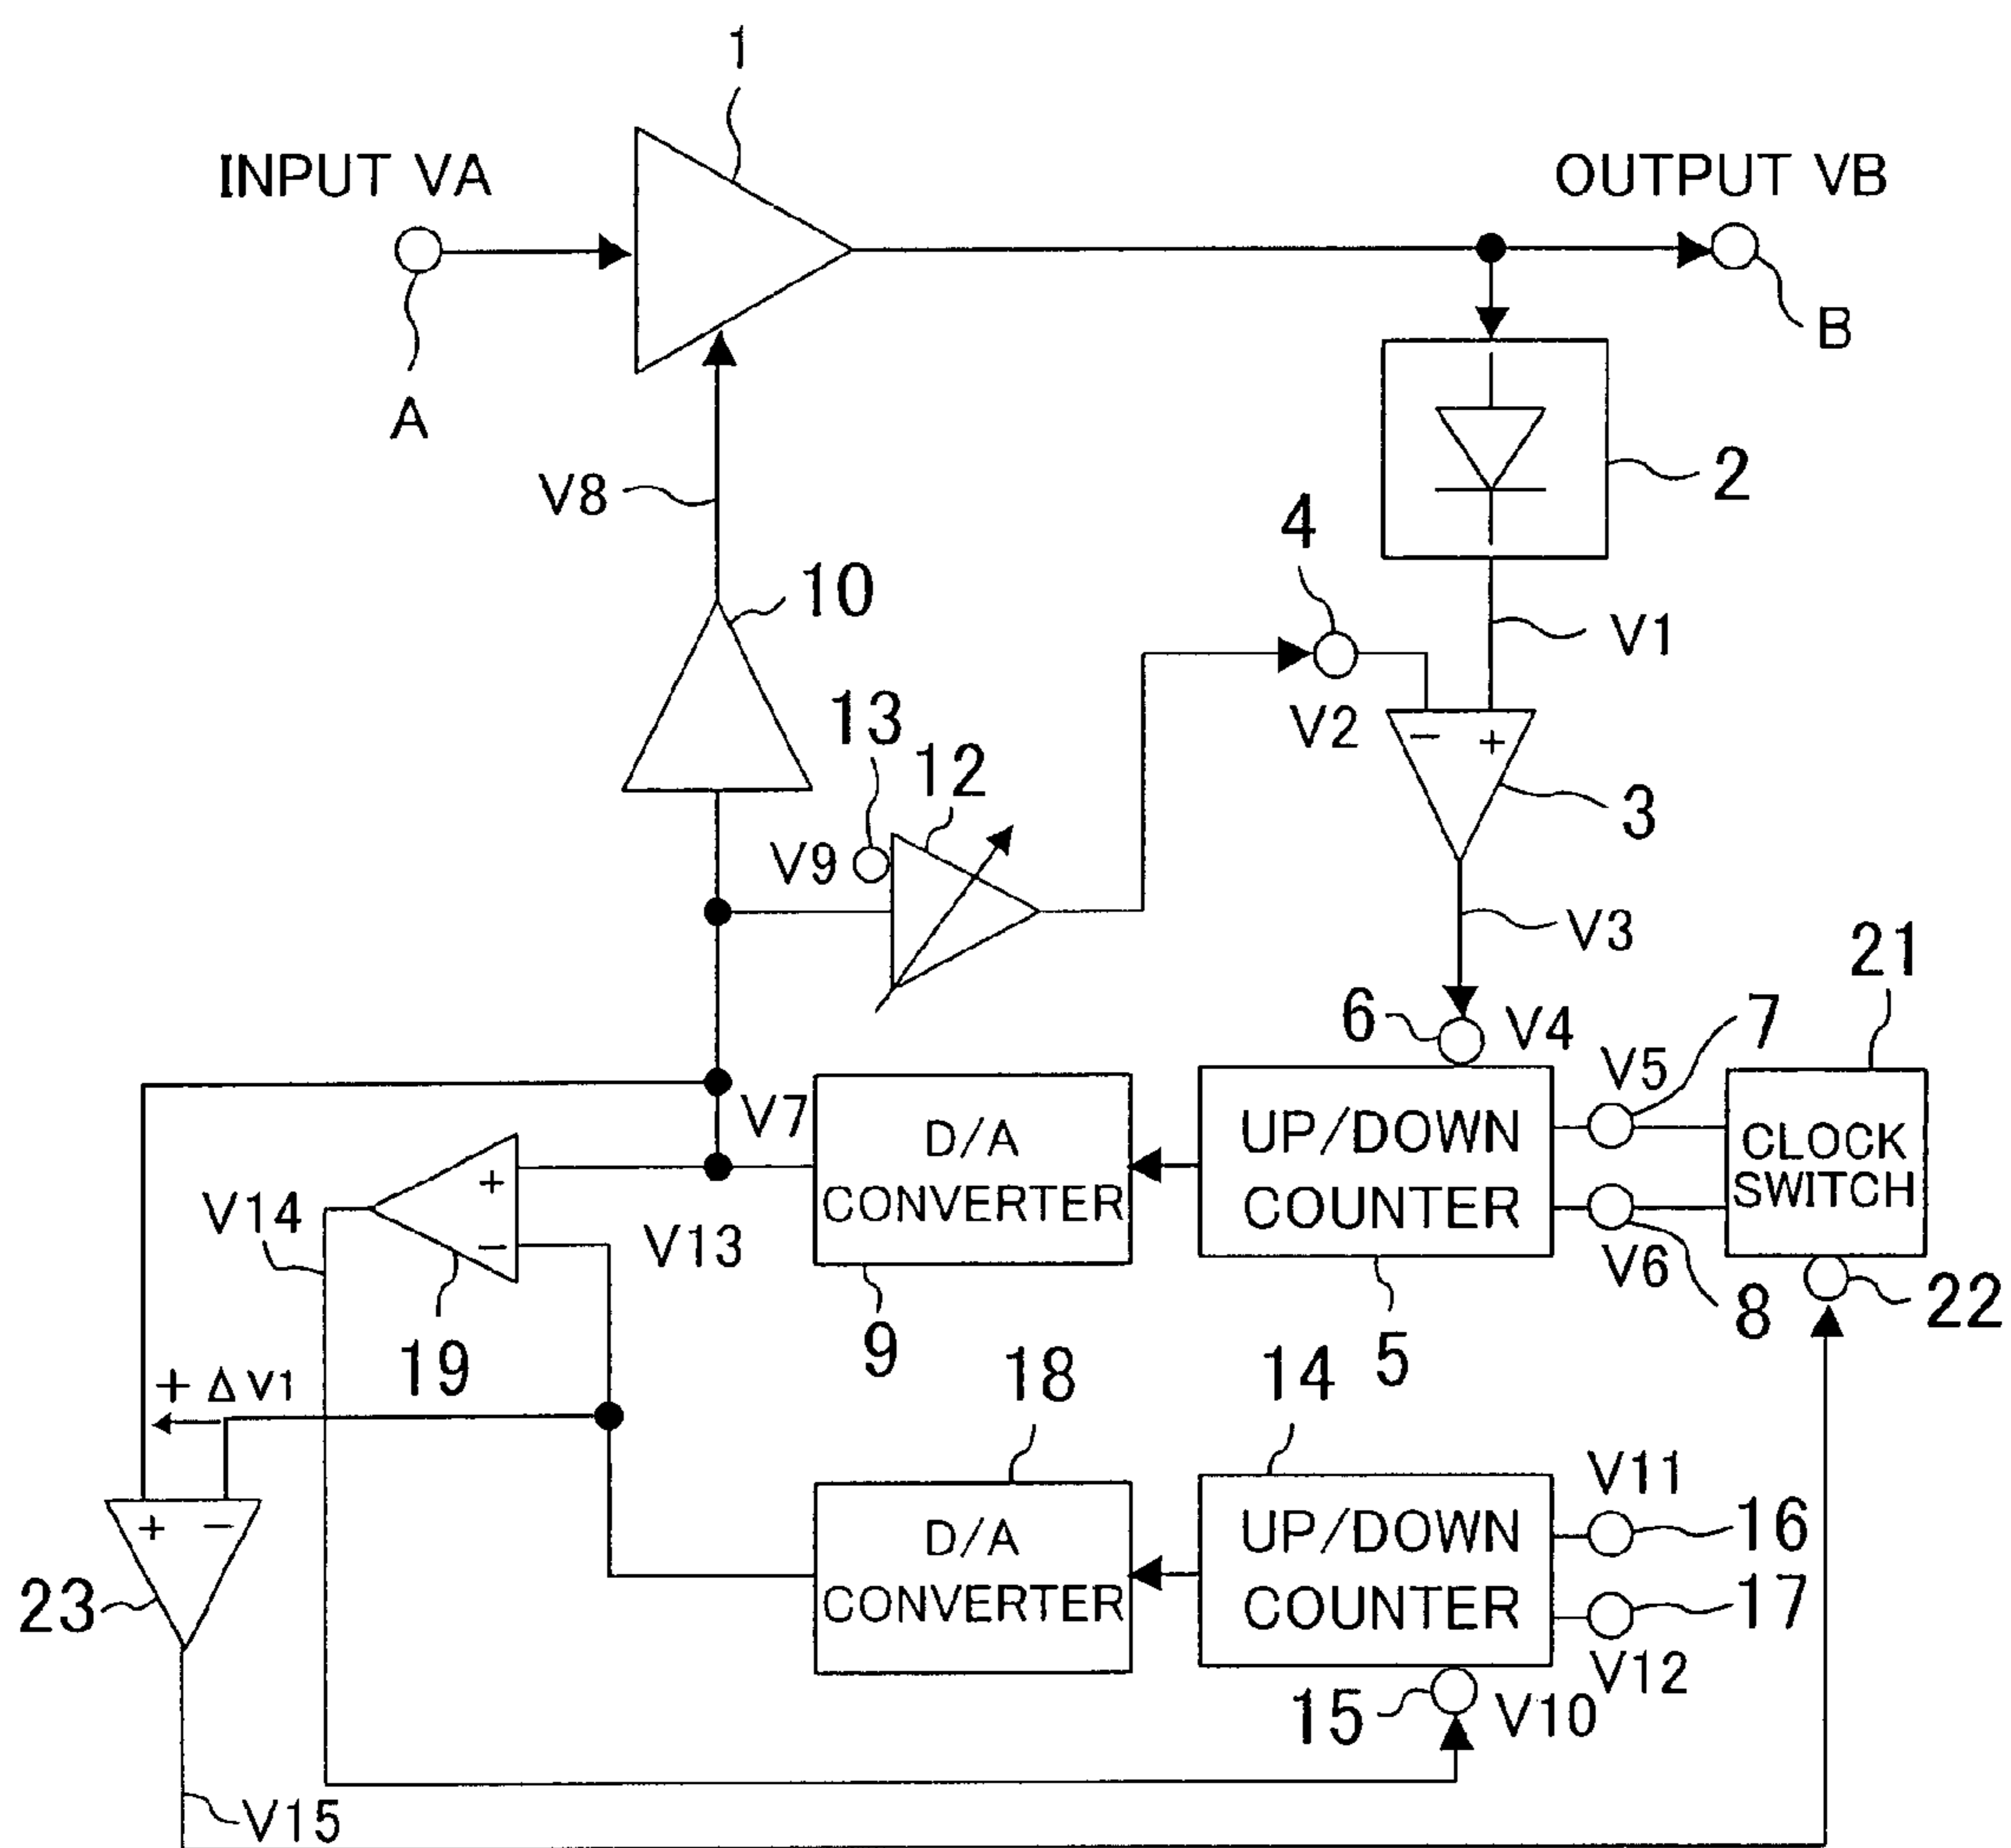 1
INPUT VA
OUTPUT VB
A
B
2
V8
4
10
V1
13
V2
12
- +
3
V9
V3
21
6
V4
7
V5
V7
D/A
CONVERTER
UP/DOWN
COUNTER
CLOCK
SWITCH
+
-
V14
V13
V6
8
22
19
9
5
18
14
+ Δ V1
V11
16
+ -
D/A
CONVERTER
UP/DOWN
COUNTER
23
17
V12
15
V10
V15